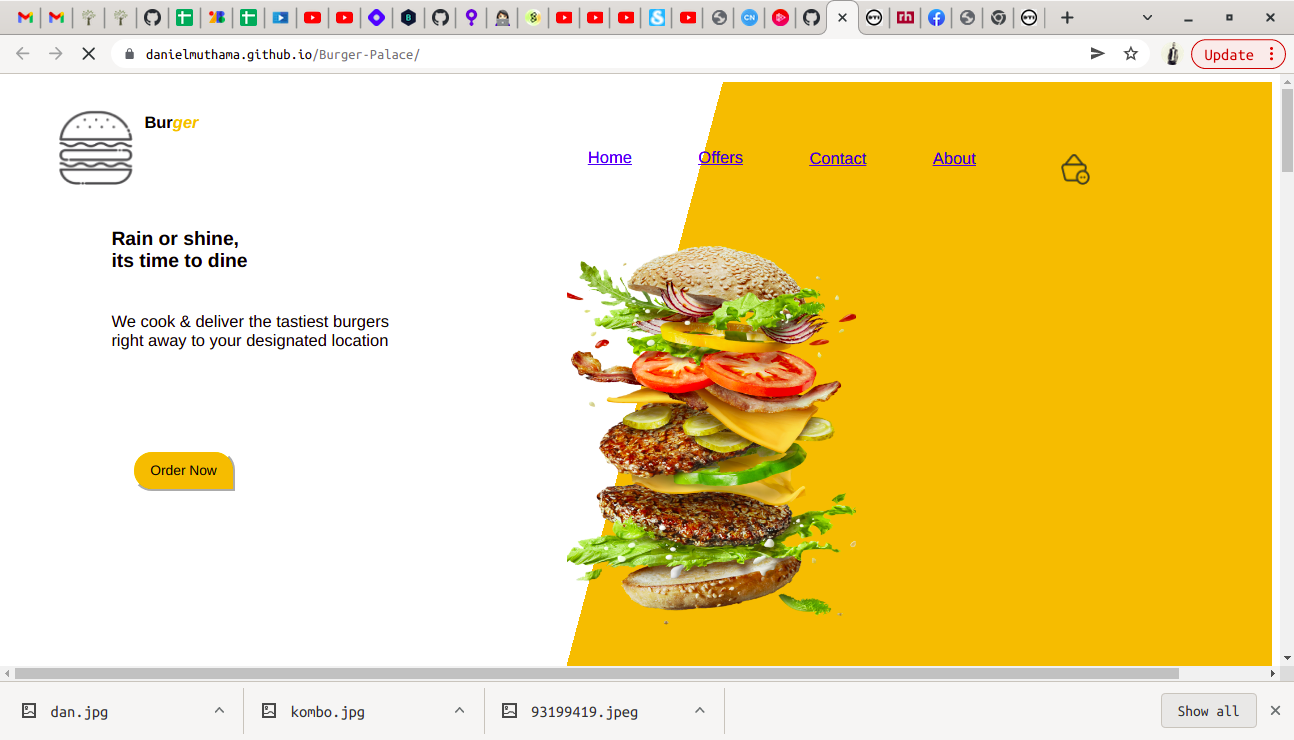 danielmuthama.github.io/Burger-Palace/
Update
Burger
Home Offers Contact About
Rain or shine,
its time to dine
We cook & deliver the tastiest burgers
right away to your designated location
Order Now
dan.jpg kombo.jpg 93199419.jpeg Show all